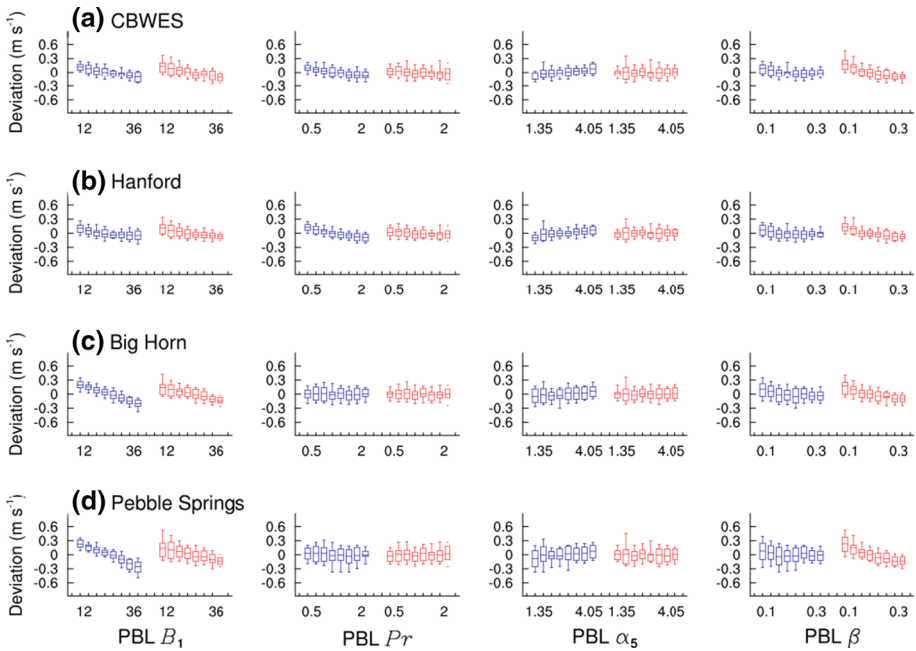 (a) CBWES
Deviation (m s⁻¹)
0.6
0.3
0
-0.3
-0.6
12 36 12 36
0.5 2 0.5 2
1.35 4.05 1.35 4.05
0.1 0.3 0.1 0.3
(b) Hanford
Deviation (m s⁻¹)
0.6
0.3
0
-0.3
-0.6
12 36 12 36
0.5 2 0.5 2
1.35 4.05 1.35 4.05
0.1 0.3 0.1 0.3
(c) Big Horn
Deviation (m s⁻¹)
0.6
0.3
0
-0.3
-0.6
12 36 12 36
0.5 2 0.5 2
1.35 4.05 1.35 4.05
0.1 0.3 0.1 0.3
(d) Pebble Springs
Deviation (m s⁻¹)
0.6
0.3
0
-0.3
-0.6
12 36 12 36
0.5 2 0.5 2
1.35 4.05 1.35 4.05
0.1 0.3 0.1 0.3
PBL B₁ PBL Pr PBL α₅ PBL β